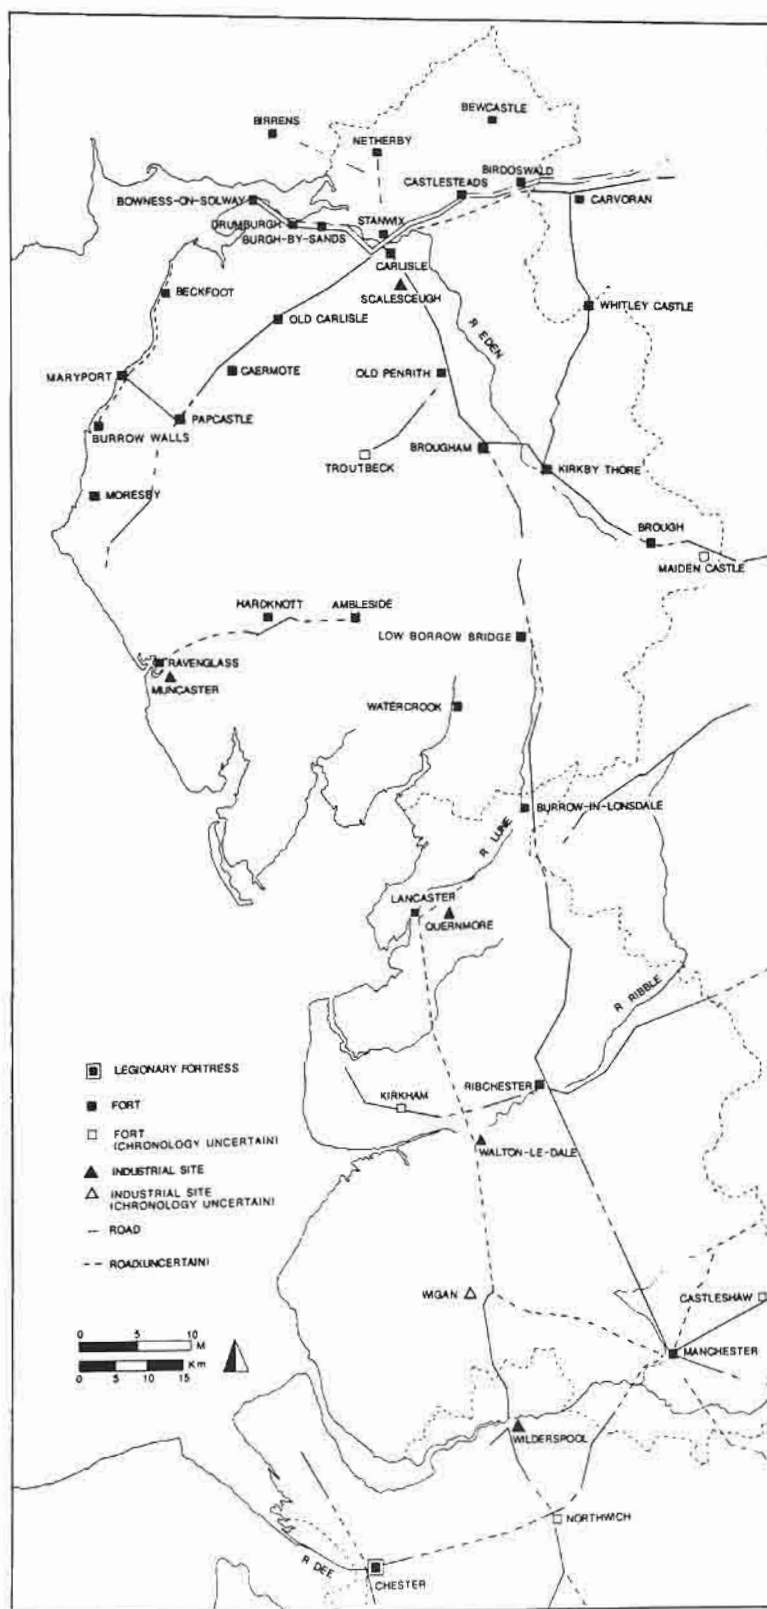 BEWCASTLE
BIRRENS
NETHERBY
BIRDOSWALD
CASTLESTEADS
CARVORAN
BOWNESS-ON-SOLWAY
DRUMBURGH
STANWIX
BURGH-BY-SANDS
CARLISLE
SCALESCEUGH
BECKFOOT
WHITLEY CASTLE
OLD CARLISLE
R EDEN
MARYPORT
CAERMOTE
OLD PENRITH
PAPCASTLE
BURROW WALLS
BROUGHAM
TROUTBECK
KIRKBY THORE
MORESBY
BROUGH
MAIDEN CASTLE
HARDKNOTT
AMBLESIDE
LOW BORROW BRIDGE
RAVENGLASS
MUNCASTER
WATERCROOK
BURROW-IN-LONSDALE
R LUNE
LANCASTER
QUERNMORE
R RIBBLE
LEGIONARY FORTRESS
FORT
FORT
(CHRONOLOGY UNCERTAIN)
INDUSTRIAL SITE
INDUSTRIAL SITE
(CHRONOLOGY UNCERTAIN)
ROAD
ROAD(UNCERTAIN)
RIBCHESTER
KIRKHAM
WALTON-LE-DALE
WIGAN
CASTLESHAW
0 5 10
M
Km
0 5 10 15
MANCHESTER
WILDERSPOOL
NORTHWICH
R DEE
CHESTER